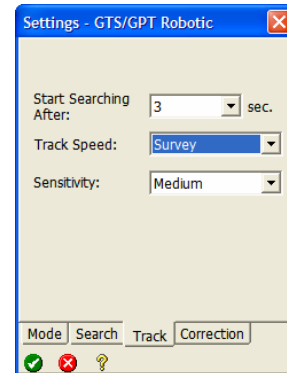 Settings - GTS/GPT Robotic
Start Searching
After:
3
sec.
Track Speed:
Survey
Sensitivity:
Medium
Mode
Search
Track
Correction